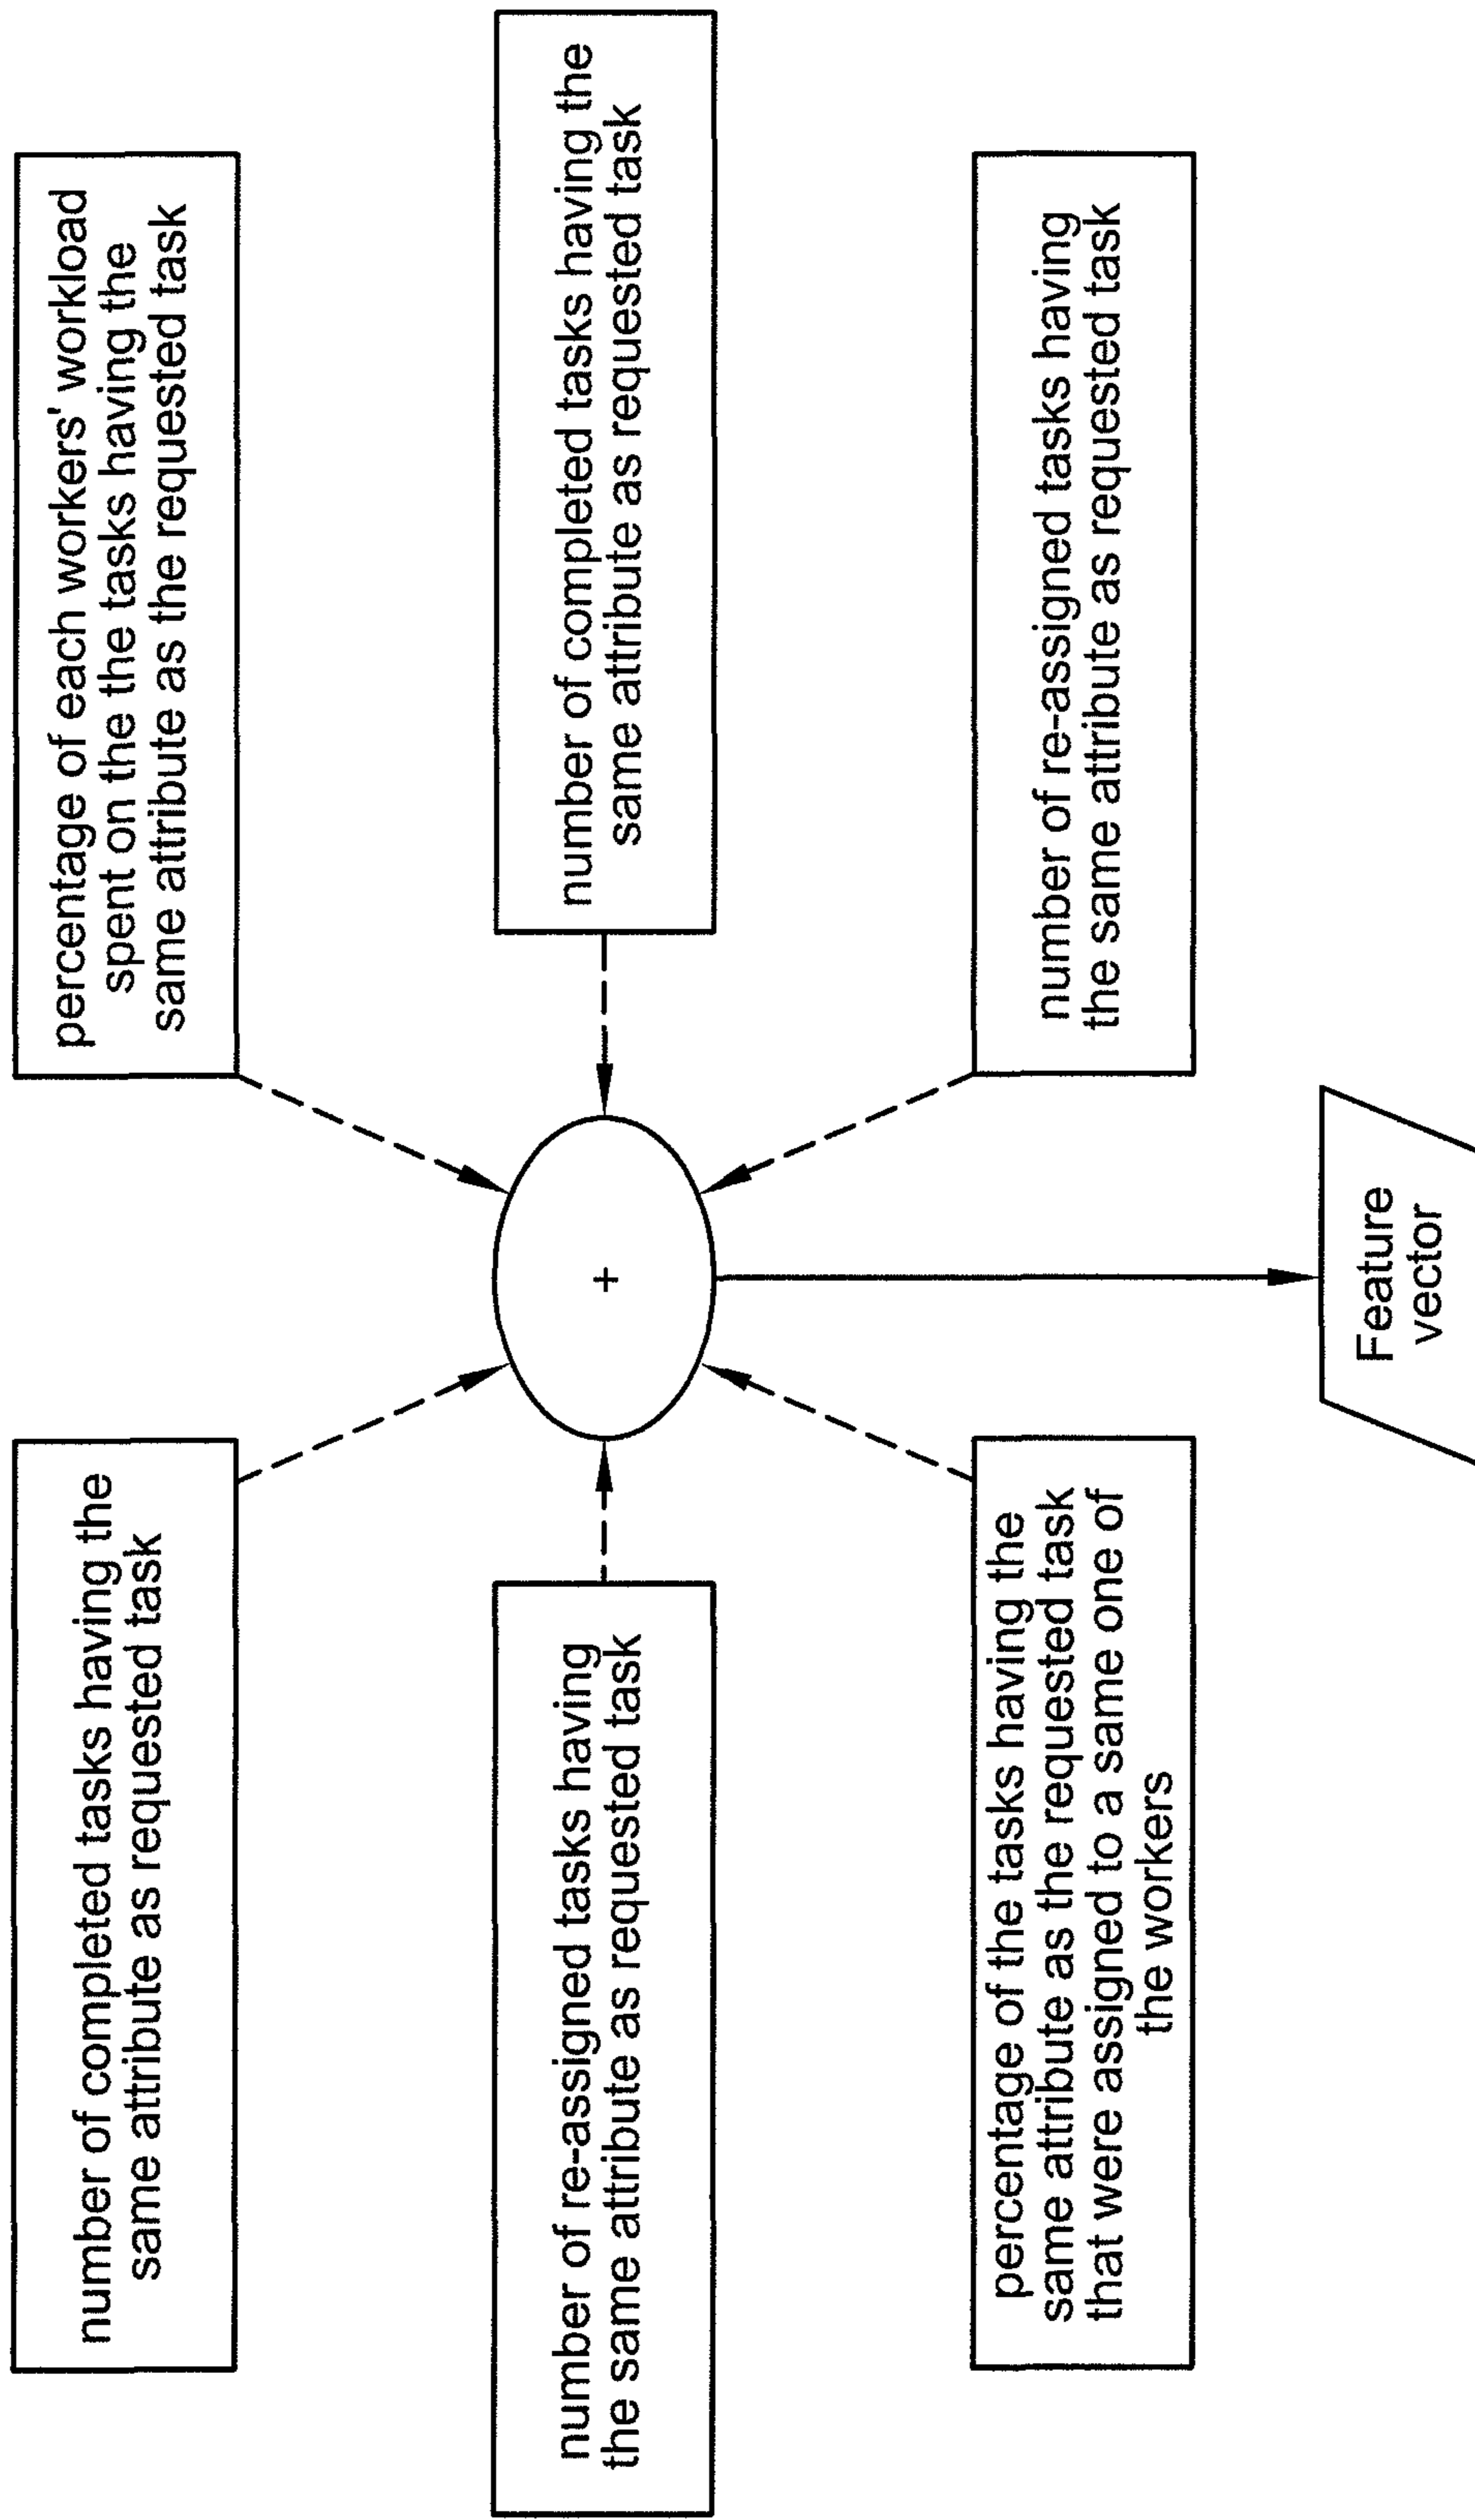 number of completed tasks having the
same attribute as requested task
percentage of each workers' workload
spent on the the tasks having the
same attribute as the requested task
number of re-assigned tasks having
the same attribute as requested task
+
number of completed tasks having the
same attribute as requested task
percentage of the tasks having the
same attribute as the requested task
that were assigned to a same one of
the workers
number of re-assigned tasks having
the same attribute as requested task
Feature
vector